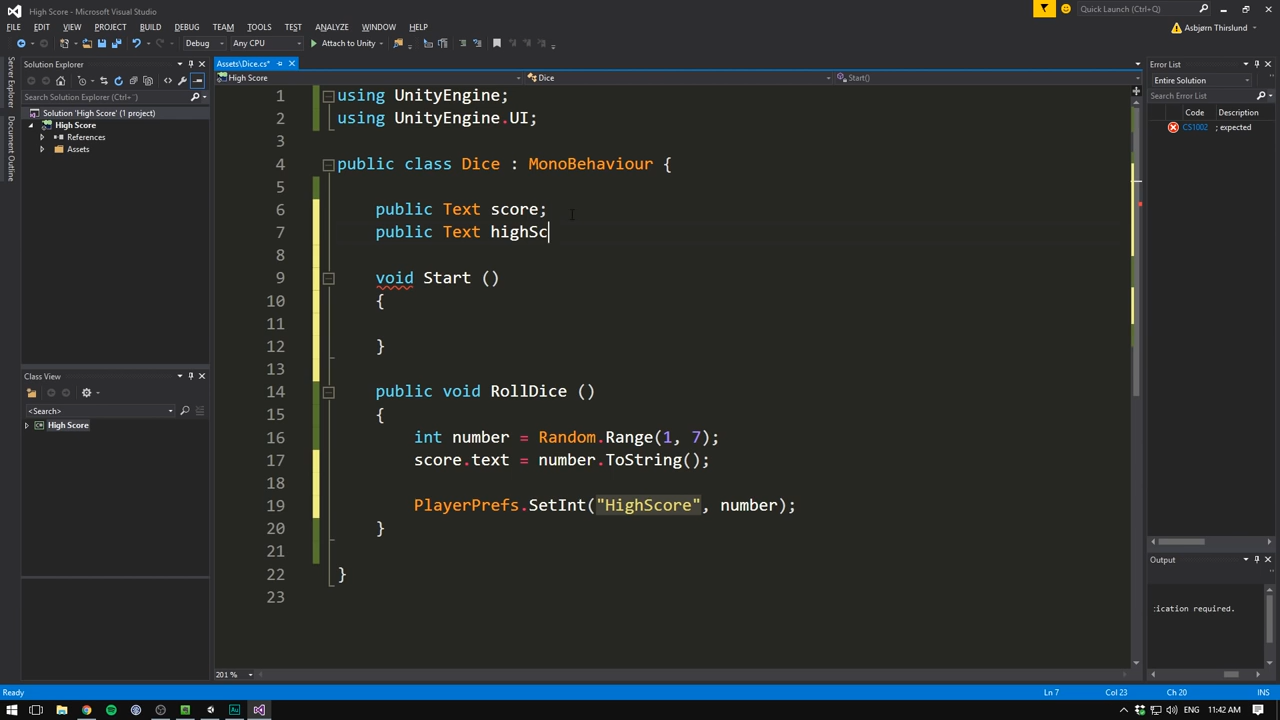 High Score - Microsoft Visual Studio
Quick Launch (Ctrl+Q)
FILE EDIT VIEW PROJECT BUILD DEBUG TEAM TOOLS TEST ANALYZE WINDOW HELP
Asbjørn Thirslund
Debug Any CPU Attach to Unity
Server Explorer
Document Outline
Solution Explorer
Search Solution Explorer (Ctrl+')
Solution 'High Score' (1 project)
High Score
References
Assets
Class View
<Search>
High Score
Assets\Dice.cs*
High Score Dice Start()
1 using UnityEngine;
2 using UnityEngine.UI;
3
4 public class Dice : MonoBehaviour {
5
6 public Text score;
7 public Text highSc
8
9 void Start ()
10 {
11
12 }
13
14 public void RollDice ()
15 {
16 int number = Random.Range(1, 7);
17 score.text = number.ToString();
18
19 PlayerPrefs.SetInt("HighScore", number);
20 }
21
22 }
23
201 %
Error List
Entire Solution
Search Error List
Code Description
CS1002 ; expected
Output
ication required.
Ready Ln 7 Col 23 Ch 20 INS
11:42 AM